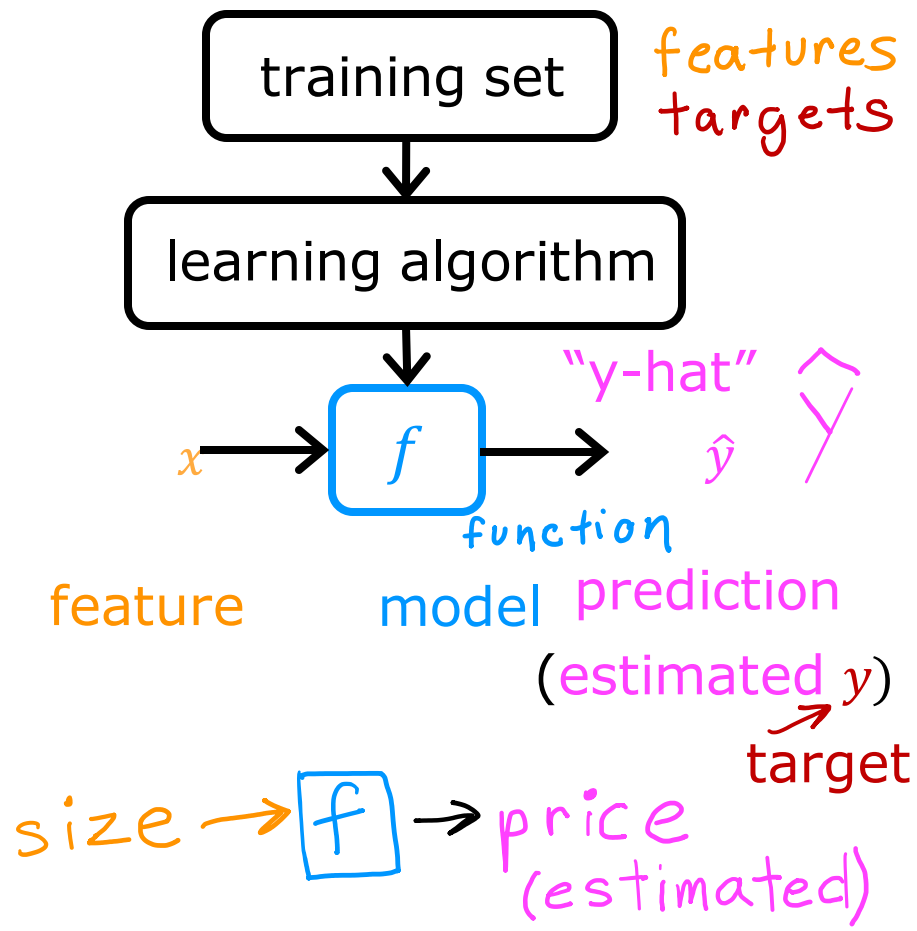 training set
features
targets
learning algorithm
“y-hat”
x f ŷ ŷ
function
feature model prediction
(estimated y)
target
size f price
(estimated)